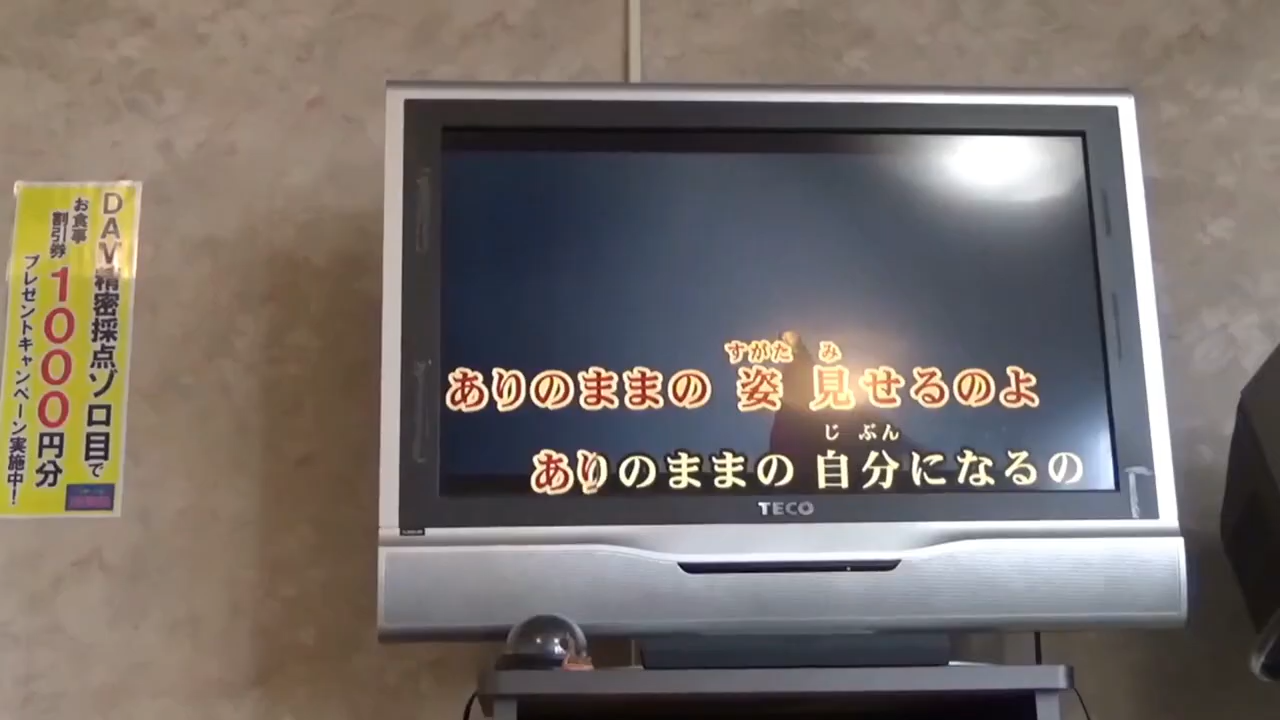 DAM精密採点ゾロ目で
お食事
割引券
1000円分
プレゼントキャンペーン実施中！
すがた み
ありのままの 姿 見せるのよ
じ ぶん
ありのままの 自分になるの
TECO